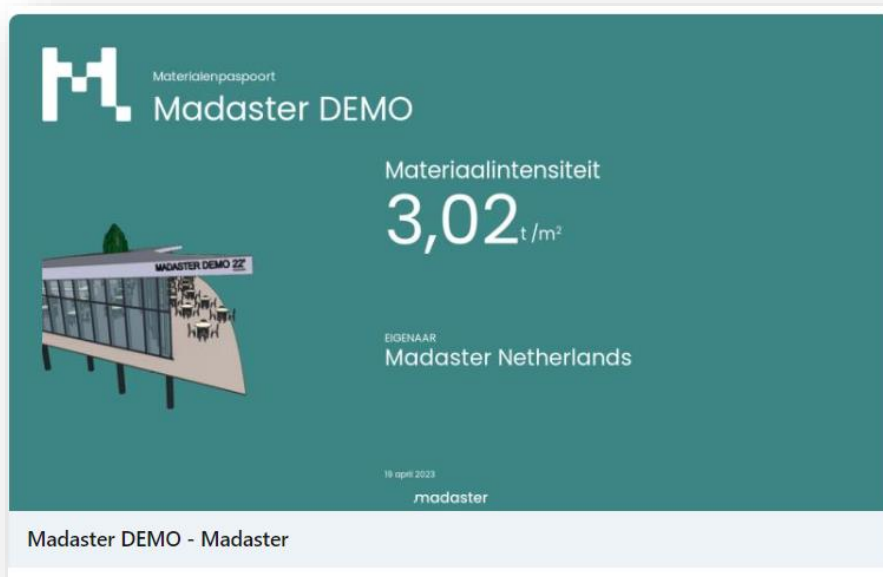 Materialenpaspoort
Madaster DEMO
Materiaalintensiteit
3,02 t/m²
MADASTER DEMO 22"
EIGENAAR
Madaster Netherlands
19 april 2023
madaster
Madaster DEMO - Madaster